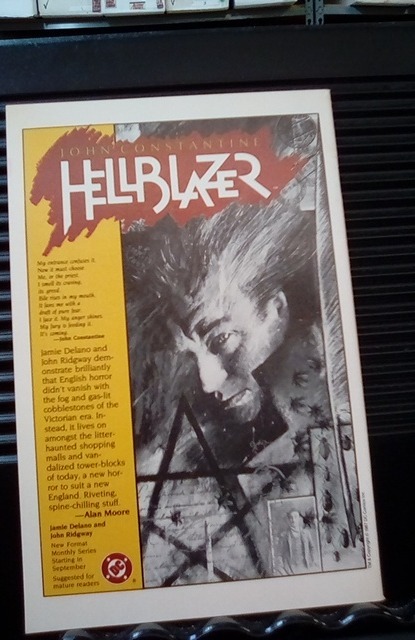 JOHN CONSTANTINE
HELLBLAZER
My entrance confuses it.
Now it must choose
Me, or the priest.
I smell its craving,
its greed.
Bile rises in my mouth.
It fears me with a
draft of pure fear.
I face it. My anger shines.
My fury is feeding it.
It's coming.
—John Constantine
Jamie Delano and
John Ridgway dem-
onstrate brilliantly
that English horror
didn't vanish with
the fog and gas-lit
cobblestones of the
Victorian era. In-
stead, it lives on
amongst the litter-
haunted shopping
malls and van-
dalized tower-blocks
of today, a new hor-
ror to suit a new
England. Riveting,
spine-chilling stuff.
—Alan Moore
Jamie Delano and
John Ridgway
New Format
Monthly Series
Starting in
September
Suggested for
mature readers
DC